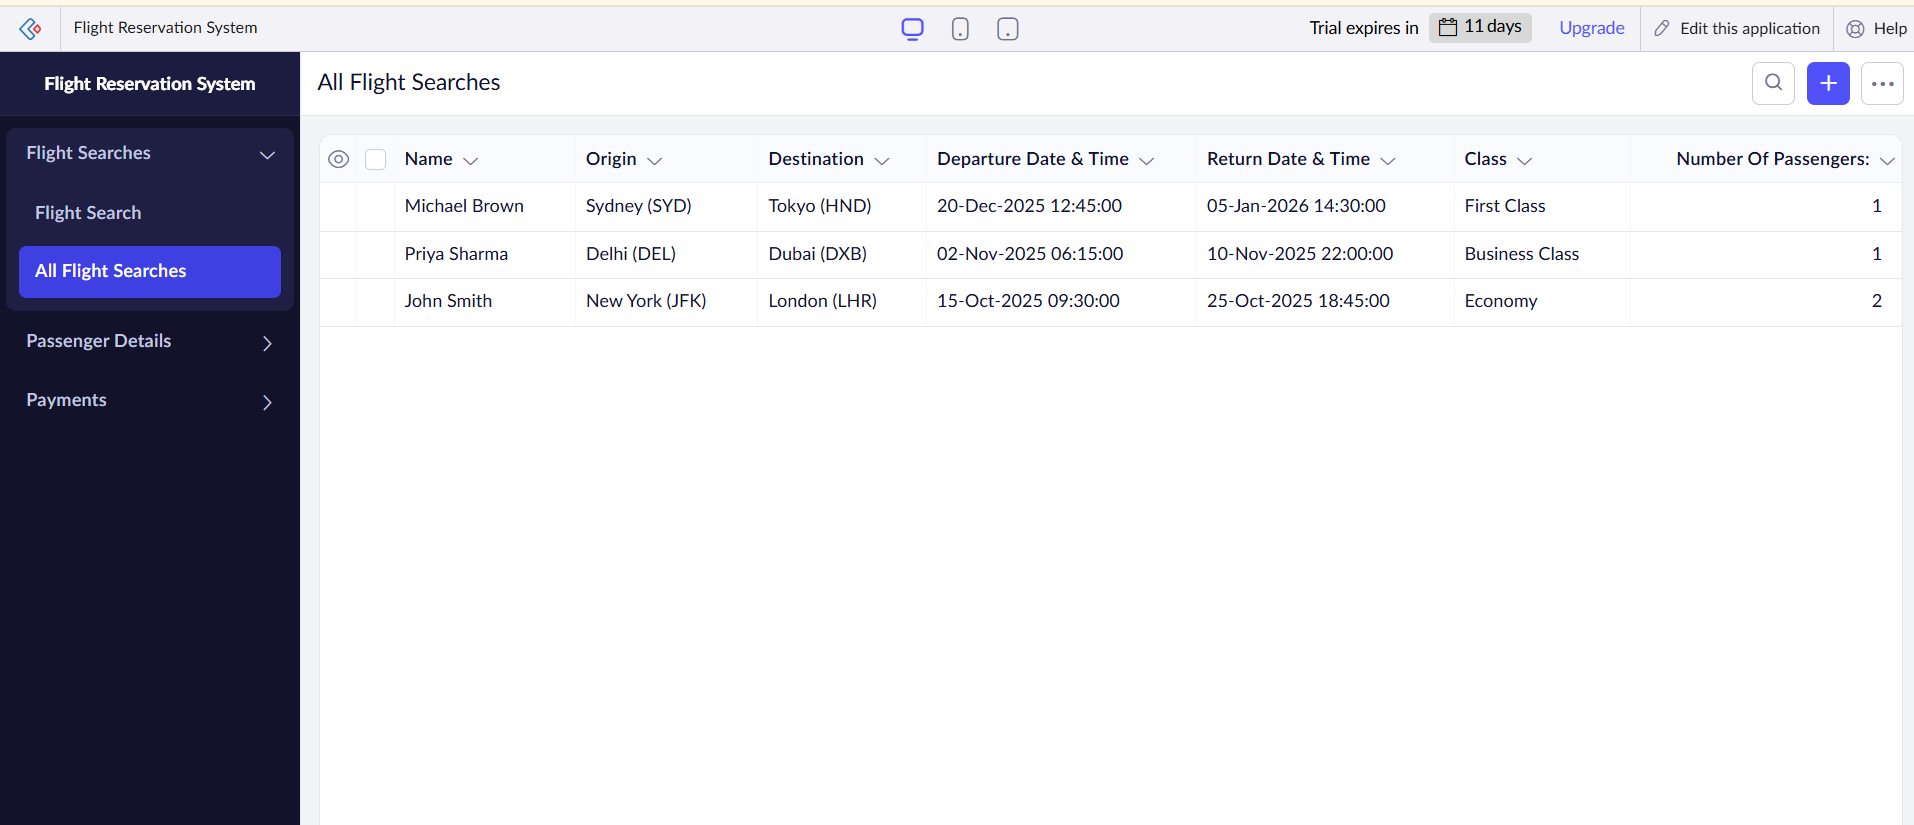 Flight Reservation System
Trial expires in 11 days Upgrade Edit this application Help
Flight Reservation System
Flight Searches
Flight Search
All Flight Searches
Passenger Details
Payments
All Flight Searches
Name Origin Destination Departure Date & Time Return Date & Time Class Number Of Passengers:
Michael Brown Sydney (SYD) Tokyo (HND) 20-Dec-2025 12:45:00 05-Jan-2026 14:30:00 First Class 1
Priya Sharma Delhi (DEL) Dubai (DXB) 02-Nov-2025 06:15:00 10-Nov-2025 22:00:00 Business Class 1
John Smith New York (JFK) London (LHR) 15-Oct-2025 09:30:00 25-Oct-2025 18:45:00 Economy 2